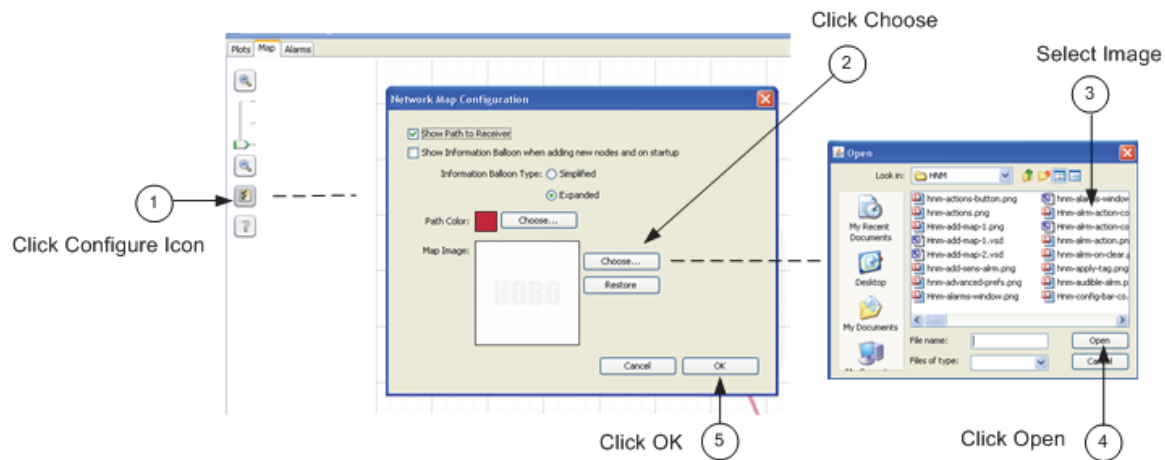 Click Choose
2
Select Image
3
Plots Map Alarms
Network Map Configuration
Show Path to Receiver
Show Information Balloon when adding new nodes and on startup
Information Balloon Type: Simplified
Expanded
Path Color: Choose...
Map Image:
HOBO
Choose...
Restore
Cancel OK
1
Click Configure Icon
?
Open
Look in: HNM
My Recent
Documents
Desktop
My Documents
hnm-actions-button.png
hnm-actions.png
Hnm-add-map-1.png
Hnm-add-map-1.vsd
Hnm-add-map-2.vsd
hnm-add-sens-alrm.png
hnm-advanced-prefs.png
Hnm-alarms-window.png
hnm-alarms-window
Hnm-alrm-action-co
Hnm-alrm-action-co
hnm-alrm-action.pn
hnm-alrm-on-clear.
hnm-apply-tag.png
hnm-audible-alrm.p
Hnm-config-bar-co.
File name: Open
Files of type: Cancel
Click OK 5
Click Open 4